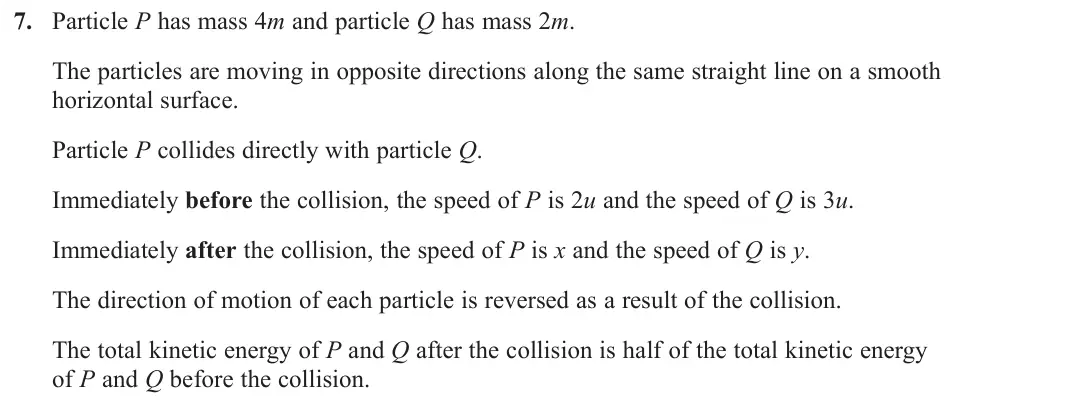 7. Particle P has mass 4m and particle Q has mass 2m.
The particles are moving in opposite directions along the same straight line on a smooth
horizontal surface.
Particle P collides directly with particle Q.
Immediately before the collision, the speed of P is 2u and the speed of Q is 3u.
Immediately after the collision, the speed of P is x and the speed of Q is y.
The direction of motion of each particle is reversed as a result of the collision.
The total kinetic energy of P and Q after the collision is half of the total kinetic energy
of P and Q before the collision.